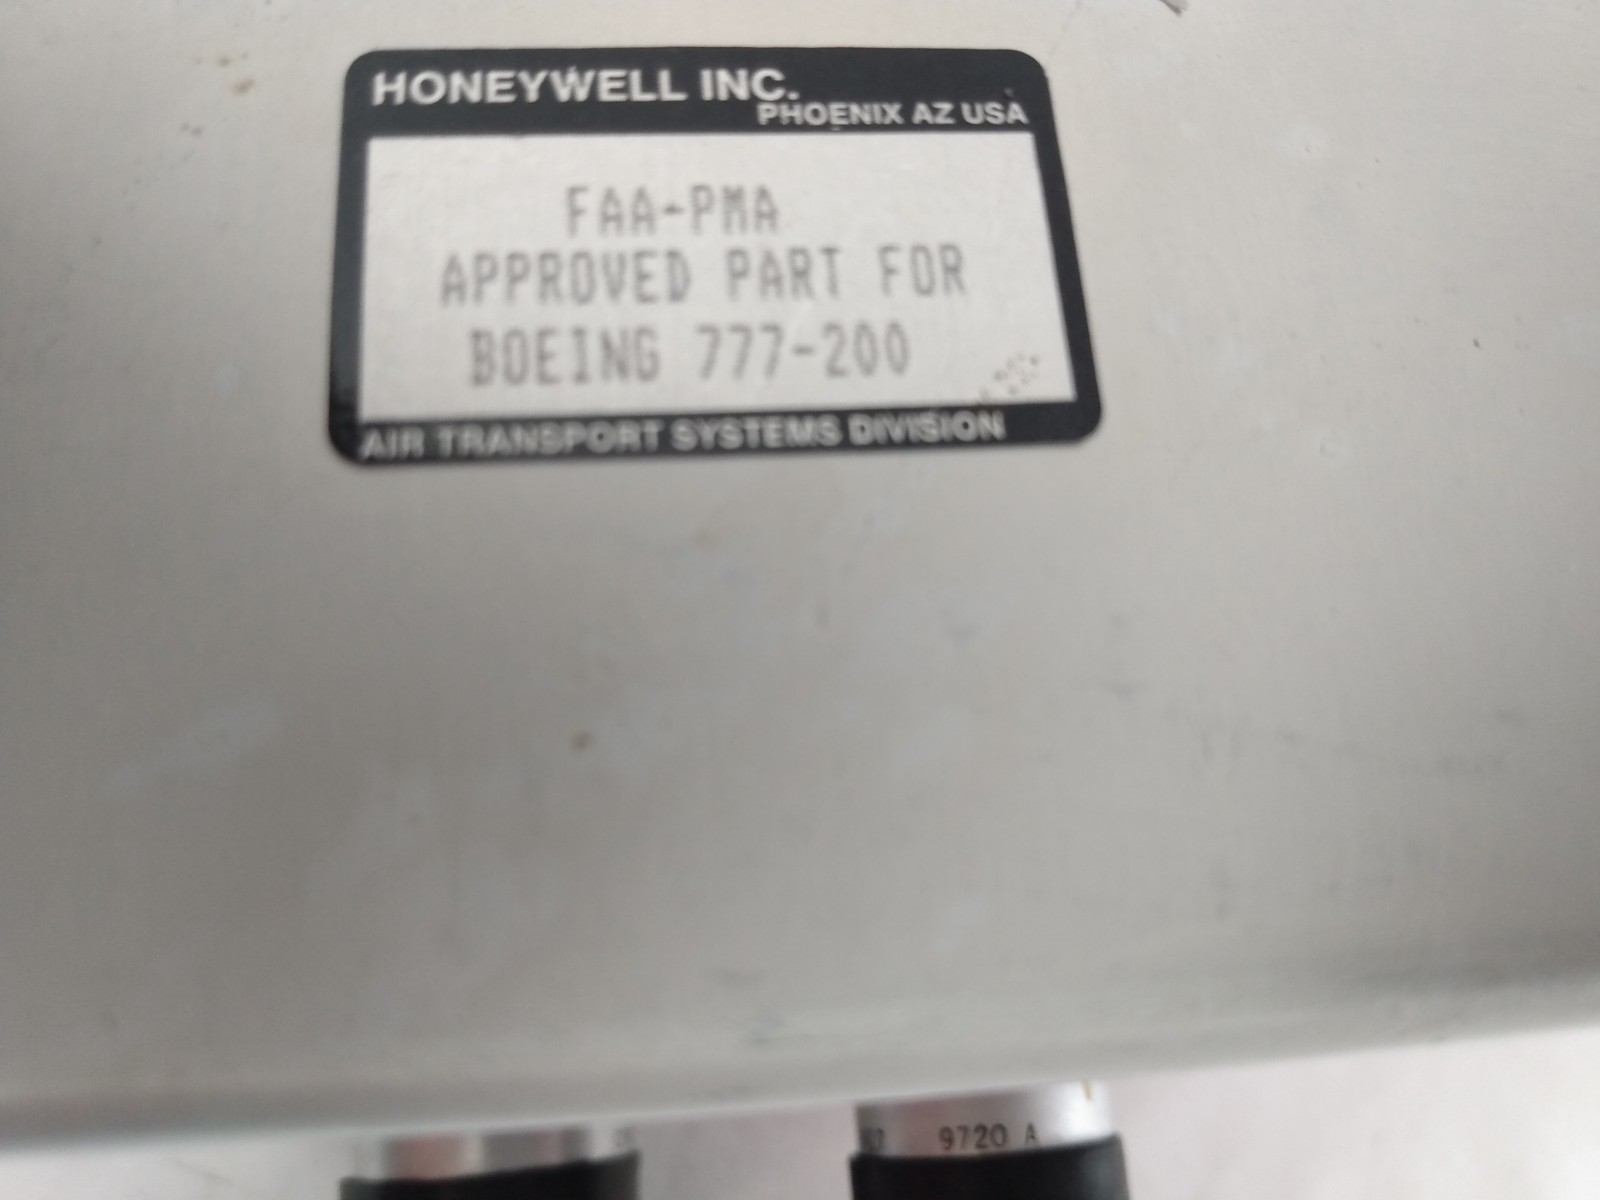 HONEYWELL INC.
PHOENIX AZ USA
FAA-PMA
APPROVED PART FOR
BOEING 777-200
AIR TRANSPORT SYSTEMS DIVISION
9720 A